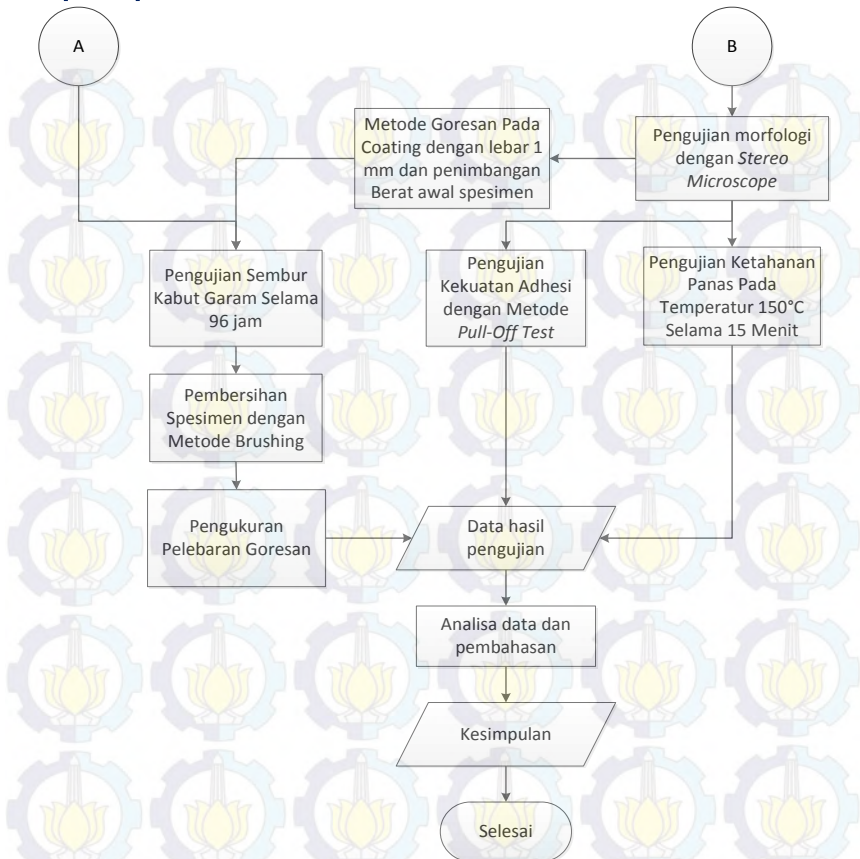 A
B
Metode Goresan Pada
Coating dengan lebar 1
mm dan penimbangan
Berat awal spesimen
Pengujian morfologi
dengan Stereo
Microscope
Pengujian Sembur
Kabut Garam Selama
96 jam
Pengujian
Kekuatan Adhesi
dengan Metode
Pull-Off Test
Pengujian Ketahanan
Panas Pada
Temperatur 150°C
Selama 15 Menit
Pembersihan
Spesimen dengan
Metode Brushing
Pengukuran
Pelebaran Goresan
Data hasil
pengujian
Analisa data dan
pembahasan
Kesimpulan
Selesai